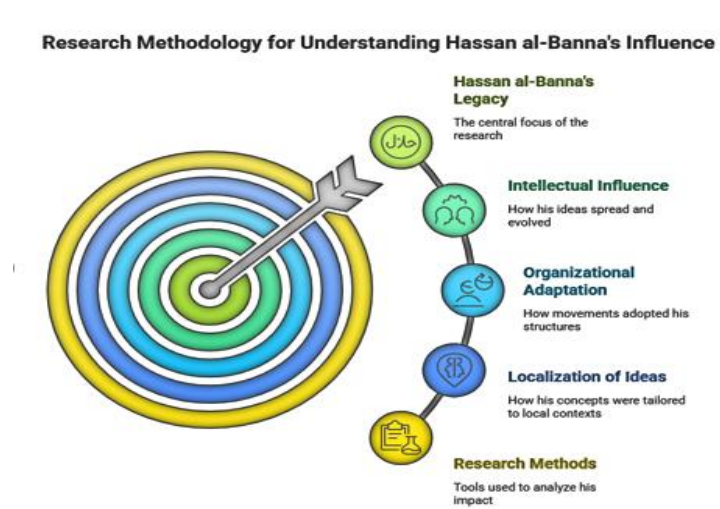 Research Methodology for Understanding Hassan al-Banna's Influence
Hassan al-Banna's
Legacy
The central focus of the
research
حلال
Intellectual Influence
How his ideas spread and
evolved
Organizational
Adaptation
How movements adopted his
structures
Localization of Ideas
How his concepts were tailored
to local contexts
Research Methods
Tools used to analyze his
impact